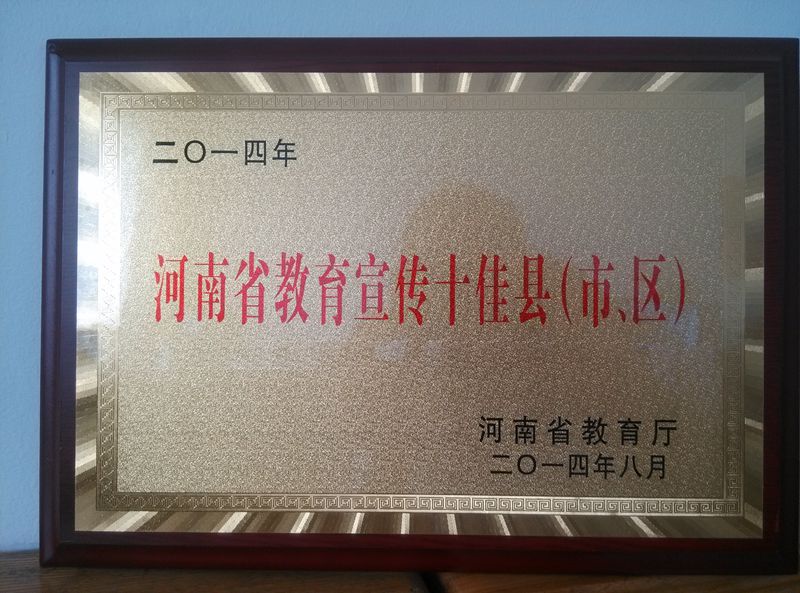 二〇一四年
河南省教育宣传十佳县(市、区)
河南省教育厅
二〇一四年八月